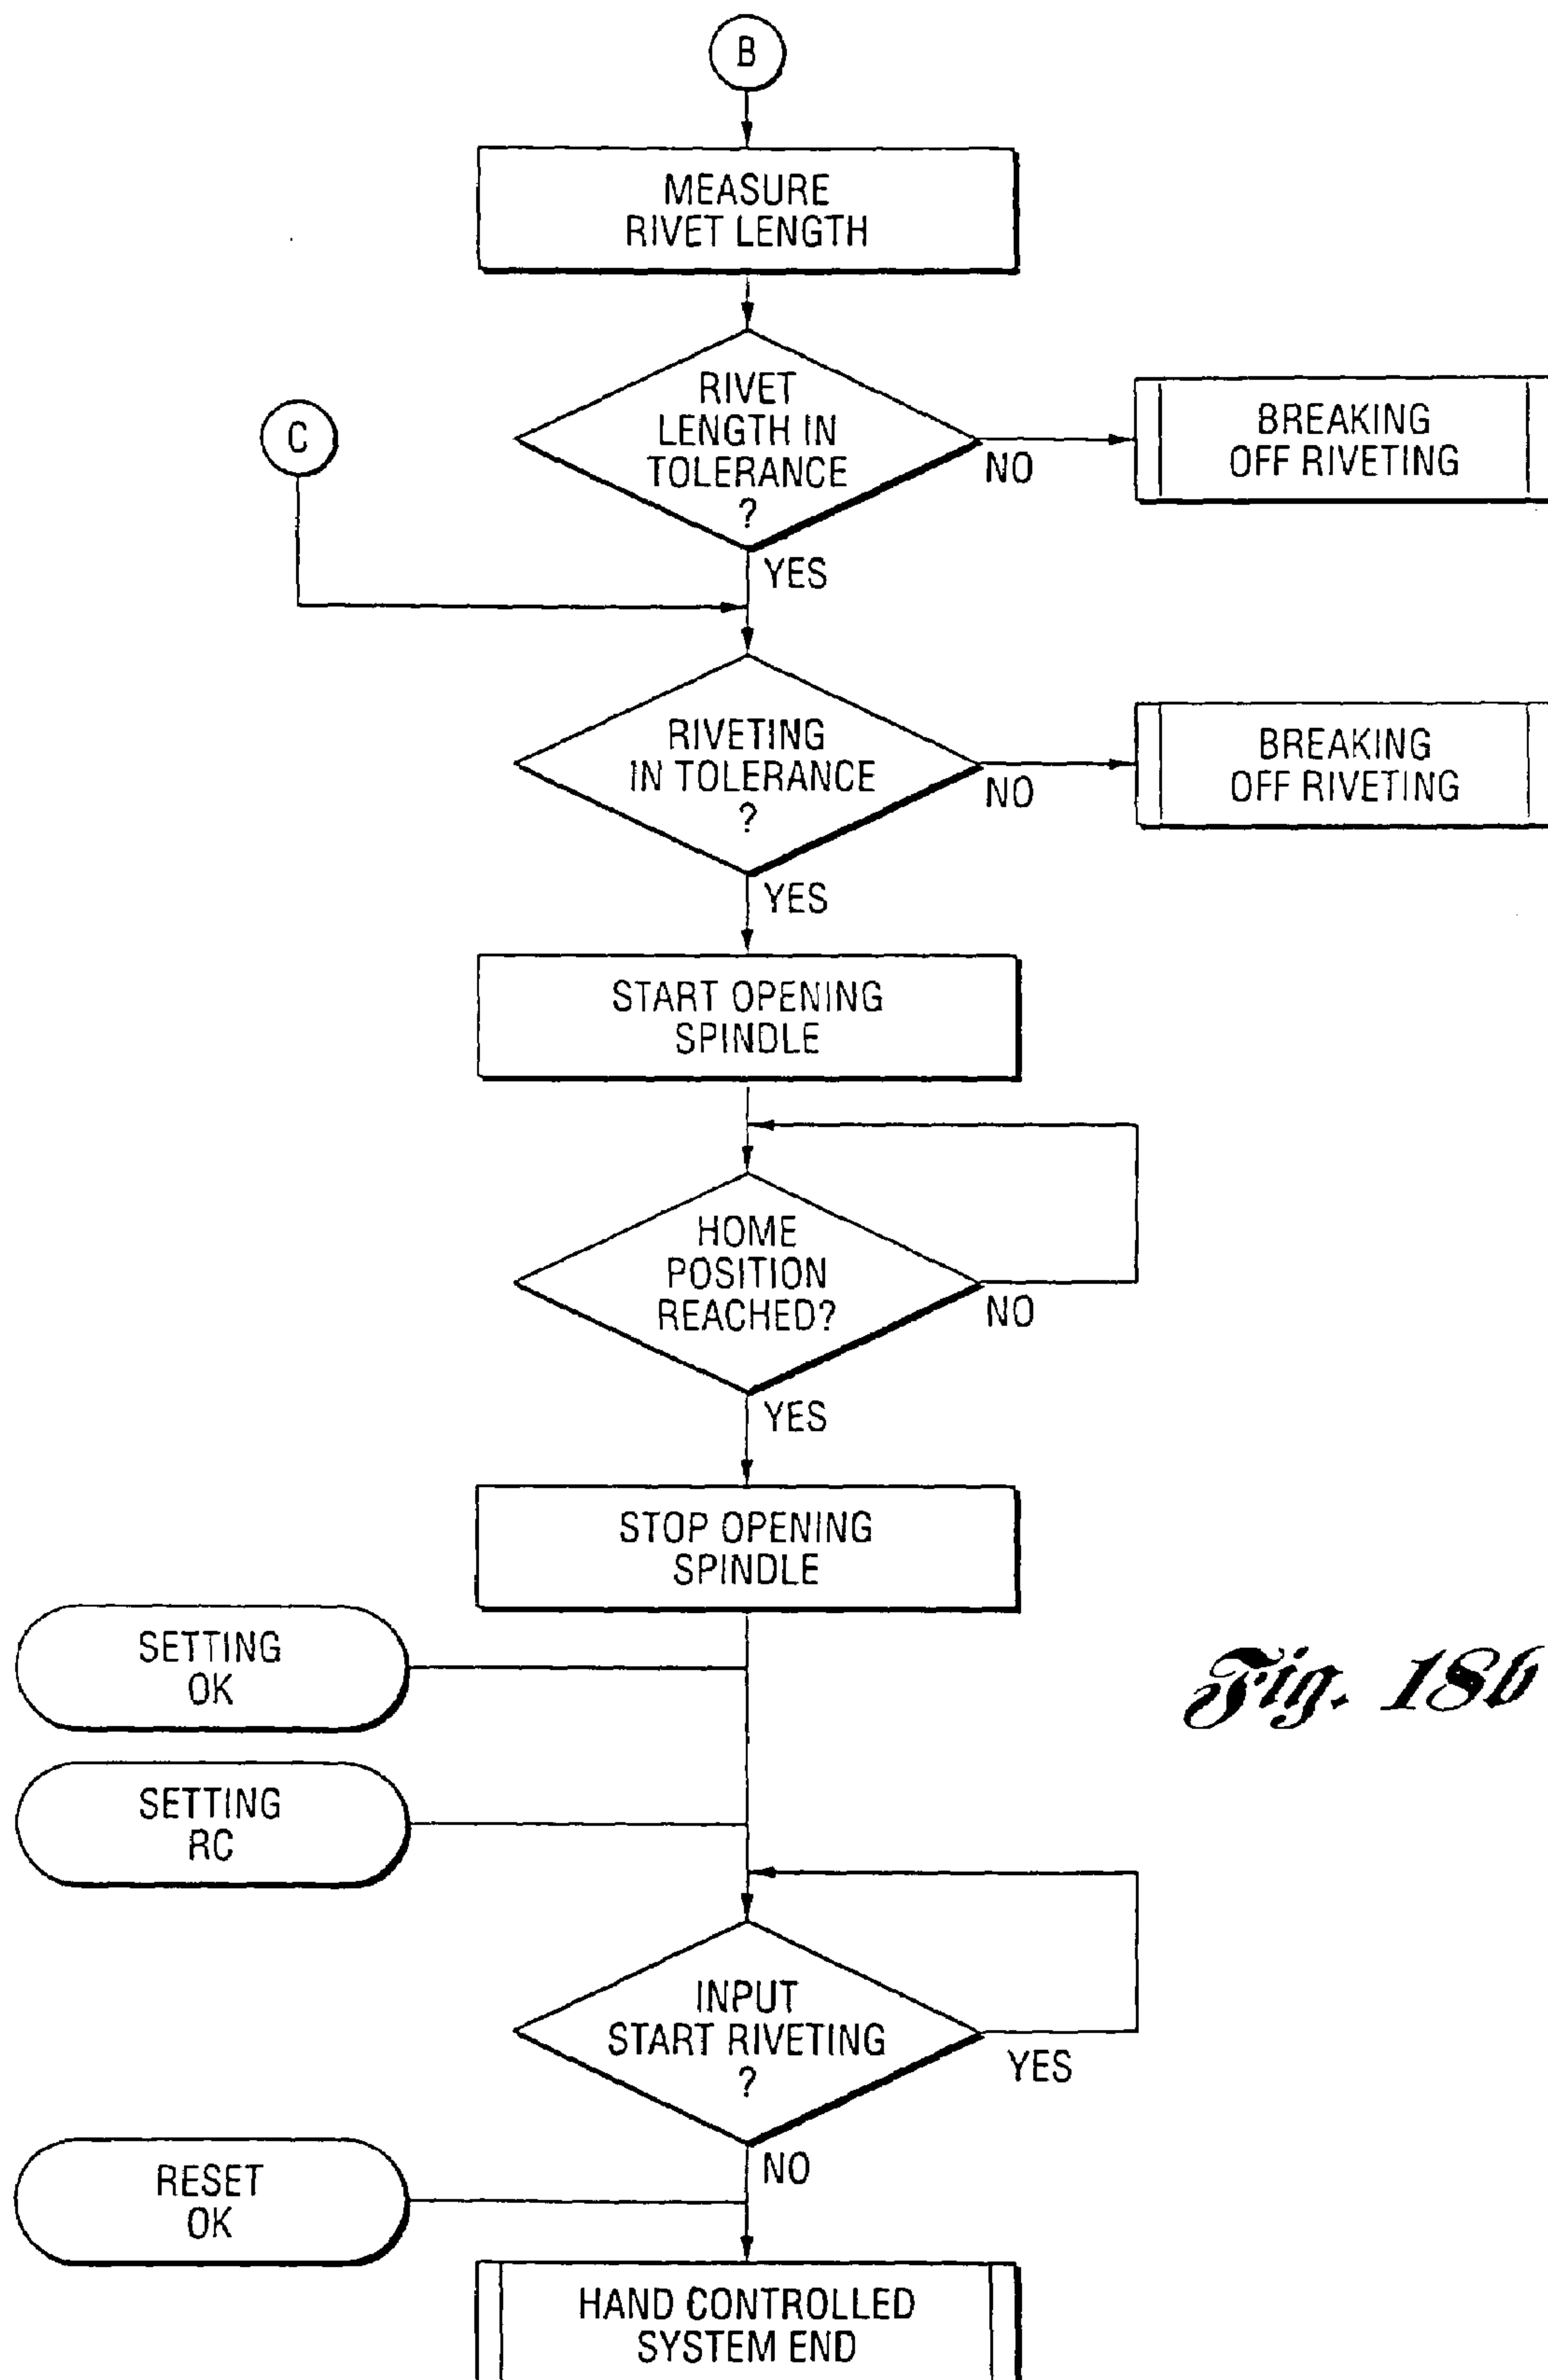 B
MEASURE
RIVET LENGTH
RIVET
LENGTH IN
TOLERANCE
?
NO
BREAKING
OFF RIVETING
C
YES
RIVETING
IN TOLERANCE
?
NO
BREAKING
OFF RIVETING
YES
START OPENING
SPINDLE
HOME
POSITION
REACHED?
NO
YES
STOP OPENING
SPINDLE
SETTING
OK
Fig. 18b
SETTING
RC
INPUT
START RIVETING
?
YES
NO
RESET
OK
HAND CONTROLLED
SYSTEM END